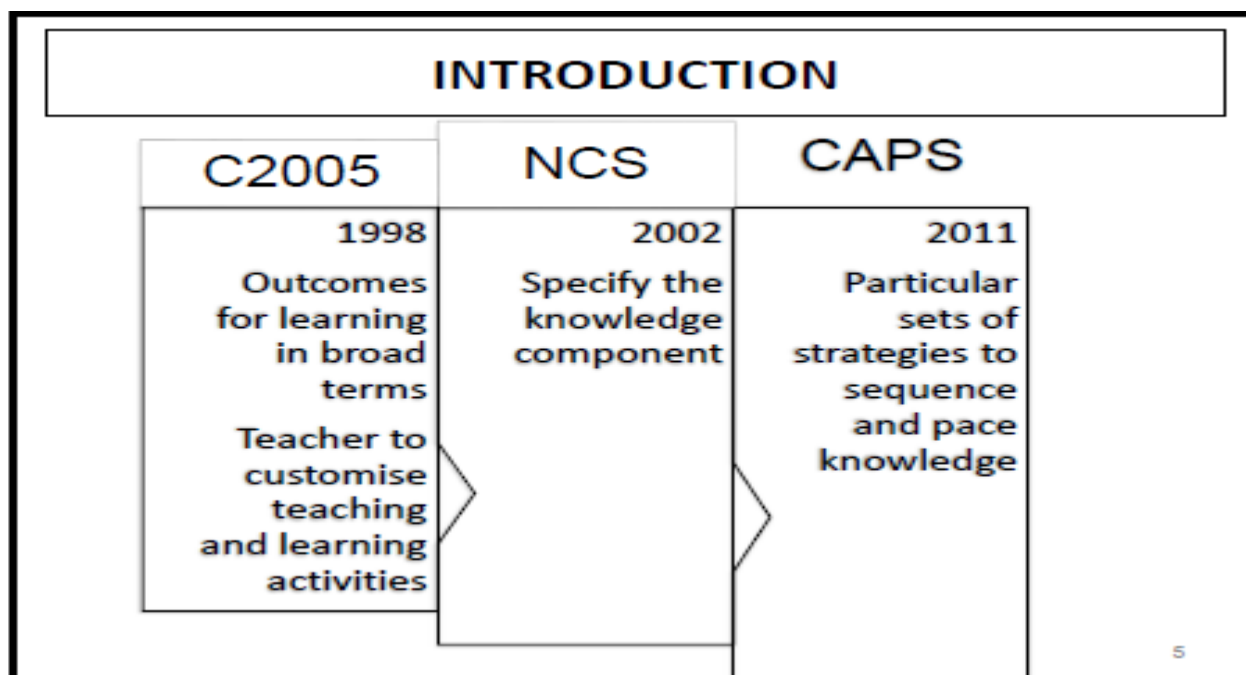 INTRODUCTION
C2005
1998
Outcomes
for learning
in broad
terms
Teacher to
customise
teaching
and learning
activities
NCS
2002
Specify the
knowledge
component
CAPS
2011
Particular
sets of
strategies to
sequence
and pace
knowledge
5